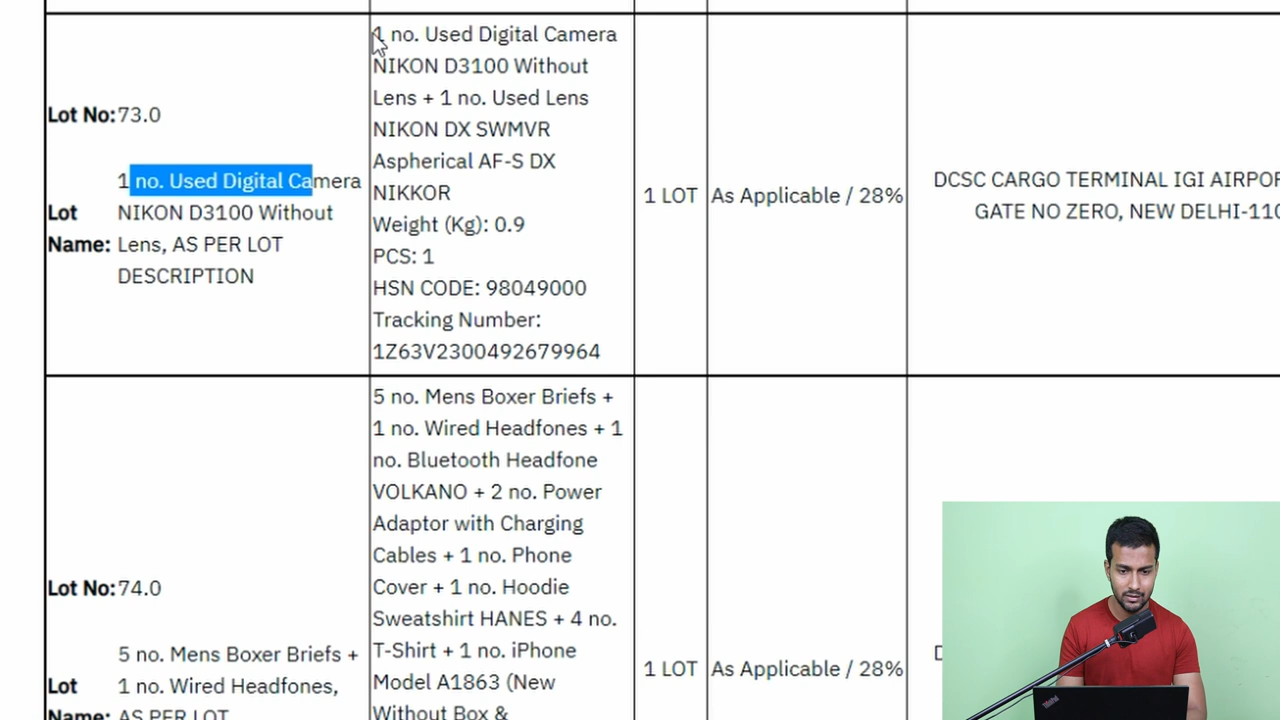 Lot No: 73.0
Lot Name: 1 no. Used Digital Camera
NIKON D3100 Without
Lens, AS PER LOT
DESCRIPTION
1 no. Used Digital Camera
NIKON D3100 Without
Lens + 1 no. Used Lens
NIKON DX SWMVR
Aspherical AF-S DX
NIKKOR
Weight (Kg): 0.9
PCS: 1
HSN CODE: 98049000
Tracking Number:
1Z63V2300492679964
1 LOT
As Applicable / 28%
DCSC CARGO TERMINAL IGI AIRPOR
GATE NO ZERO, NEW DELHI-110
Lot No: 74.0
Lot Name: 5 no. Mens Boxer Briefs +
1 no. Wired Headfones,
AS PER LOT
5 no. Mens Boxer Briefs +
1 no. Wired Headfones + 1
no. Bluetooth Headfone
VOLKANO + 2 no. Power
Adaptor with Charging
Cables + 1 no. Phone
Cover + 1 no. Hoodie
Sweatshirt HANES + 4 no.
T-Shirt + 1 no. iPhone
Model A1863 (New
Without Box &
1 LOT
As Applicable / 28%